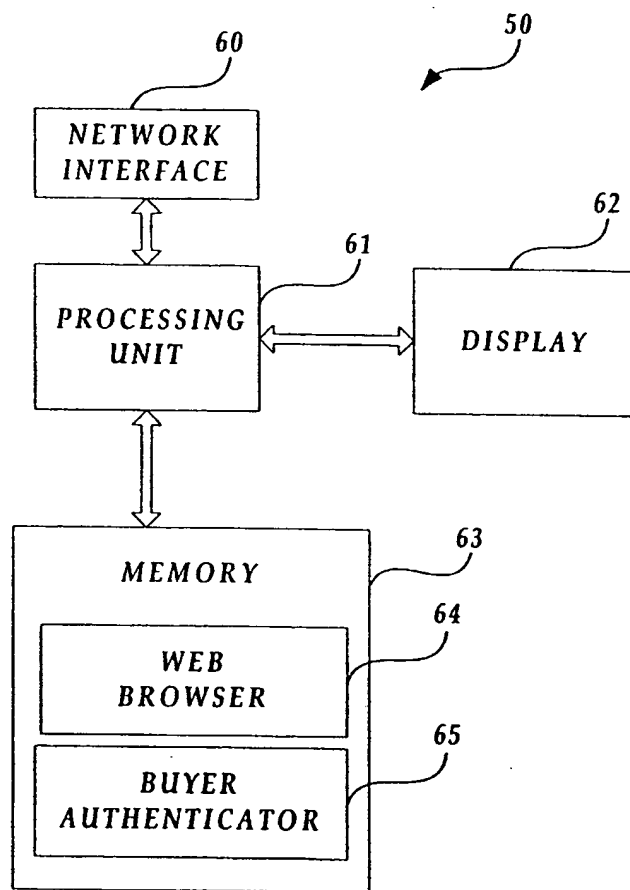 50
60
NETWORK
INTERFACE
61
62
PROCESSING
UNIT
DISPLAY
MEMORY
63
64
WEB
BROWSER
65
BUYER
AUTHENTICATOR